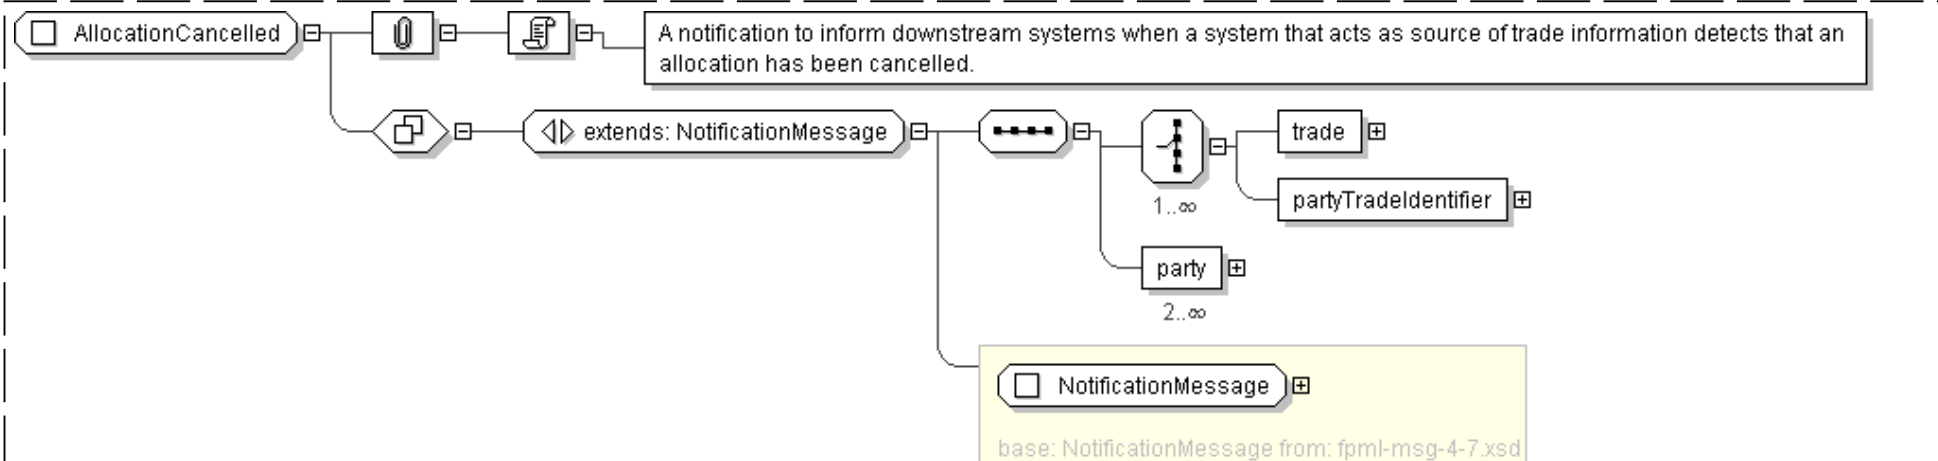 AllocationCancelled
A notification to inform downstream systems when a system that acts as source of trade information detects that an
allocation has been cancelled.
extends: NotificationMessage
trade
partyTradeIdentifier
1..∞
party
2..∞
NotificationMessage
base: NotificationMessage from: fpml-msg-4-7.xsd